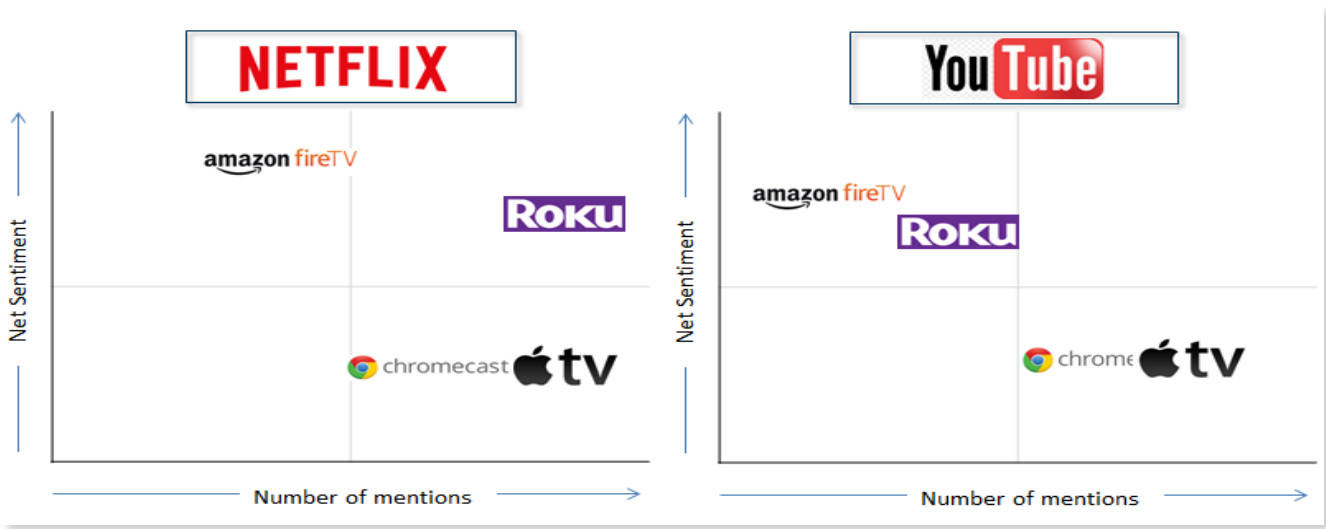 NETFLIX
YouTube
amazon fireTV
ROKU
chromecast
tv
Net Sentiment
Number of mentions
amazon fireTV
ROKU
chrome
tv
Net Sentiment
Number of mentions